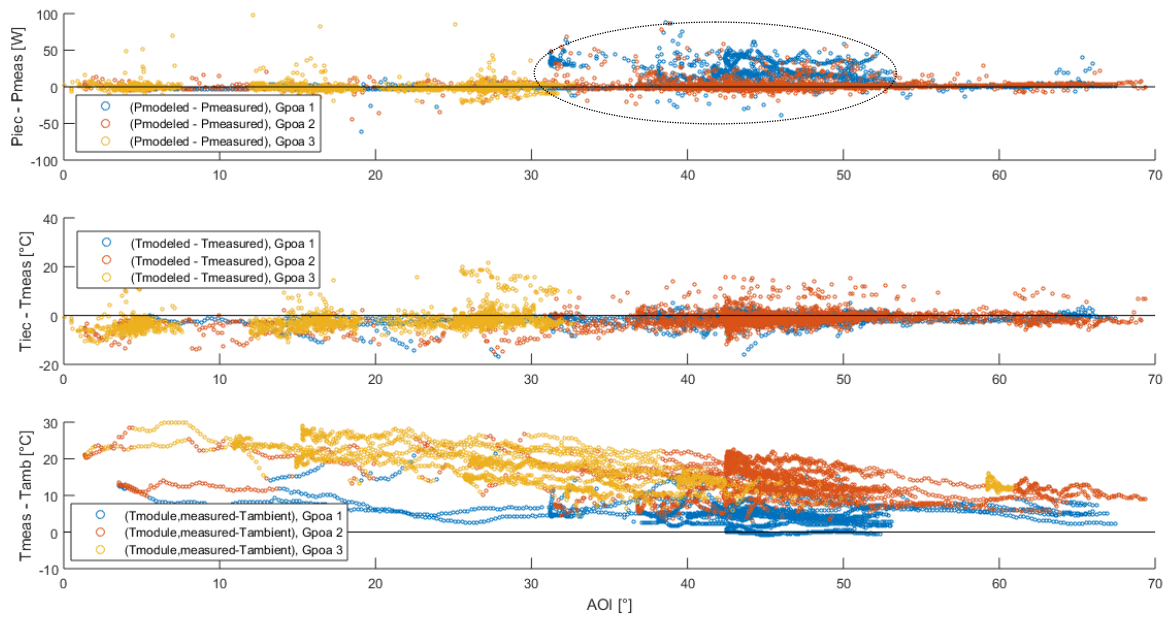 100
50
0
-50
-100
Piec - Pmeas [W]
(Pmodeled - Pmeasured), Gpoa 1
(Pmodeled - Pmeasured), Gpoa 2
(Pmodeled - Pmeasured), Gpoa 3
0 10 20 30 40 50 60 70
40
20
0
-20
Tiec - Tmeas [°C]
(Tmodeled - Tmeasured), Gpoa 1
(Tmodeled - Tmeasured), Gpoa 2
(Tmodeled - Tmeasured), Gpoa 3
0 10 20 30 40 50 60 70
30
20
10
0
-10
Tmeas - Tamb [°C]
(Tmodule,measured-Tambient), Gpoa 1
(Tmodule,measured-Tambient), Gpoa 2
(Tmodule,measured-Tambient), Gpoa 3
0 10 20 30 40 50 60 70
AOI [°]